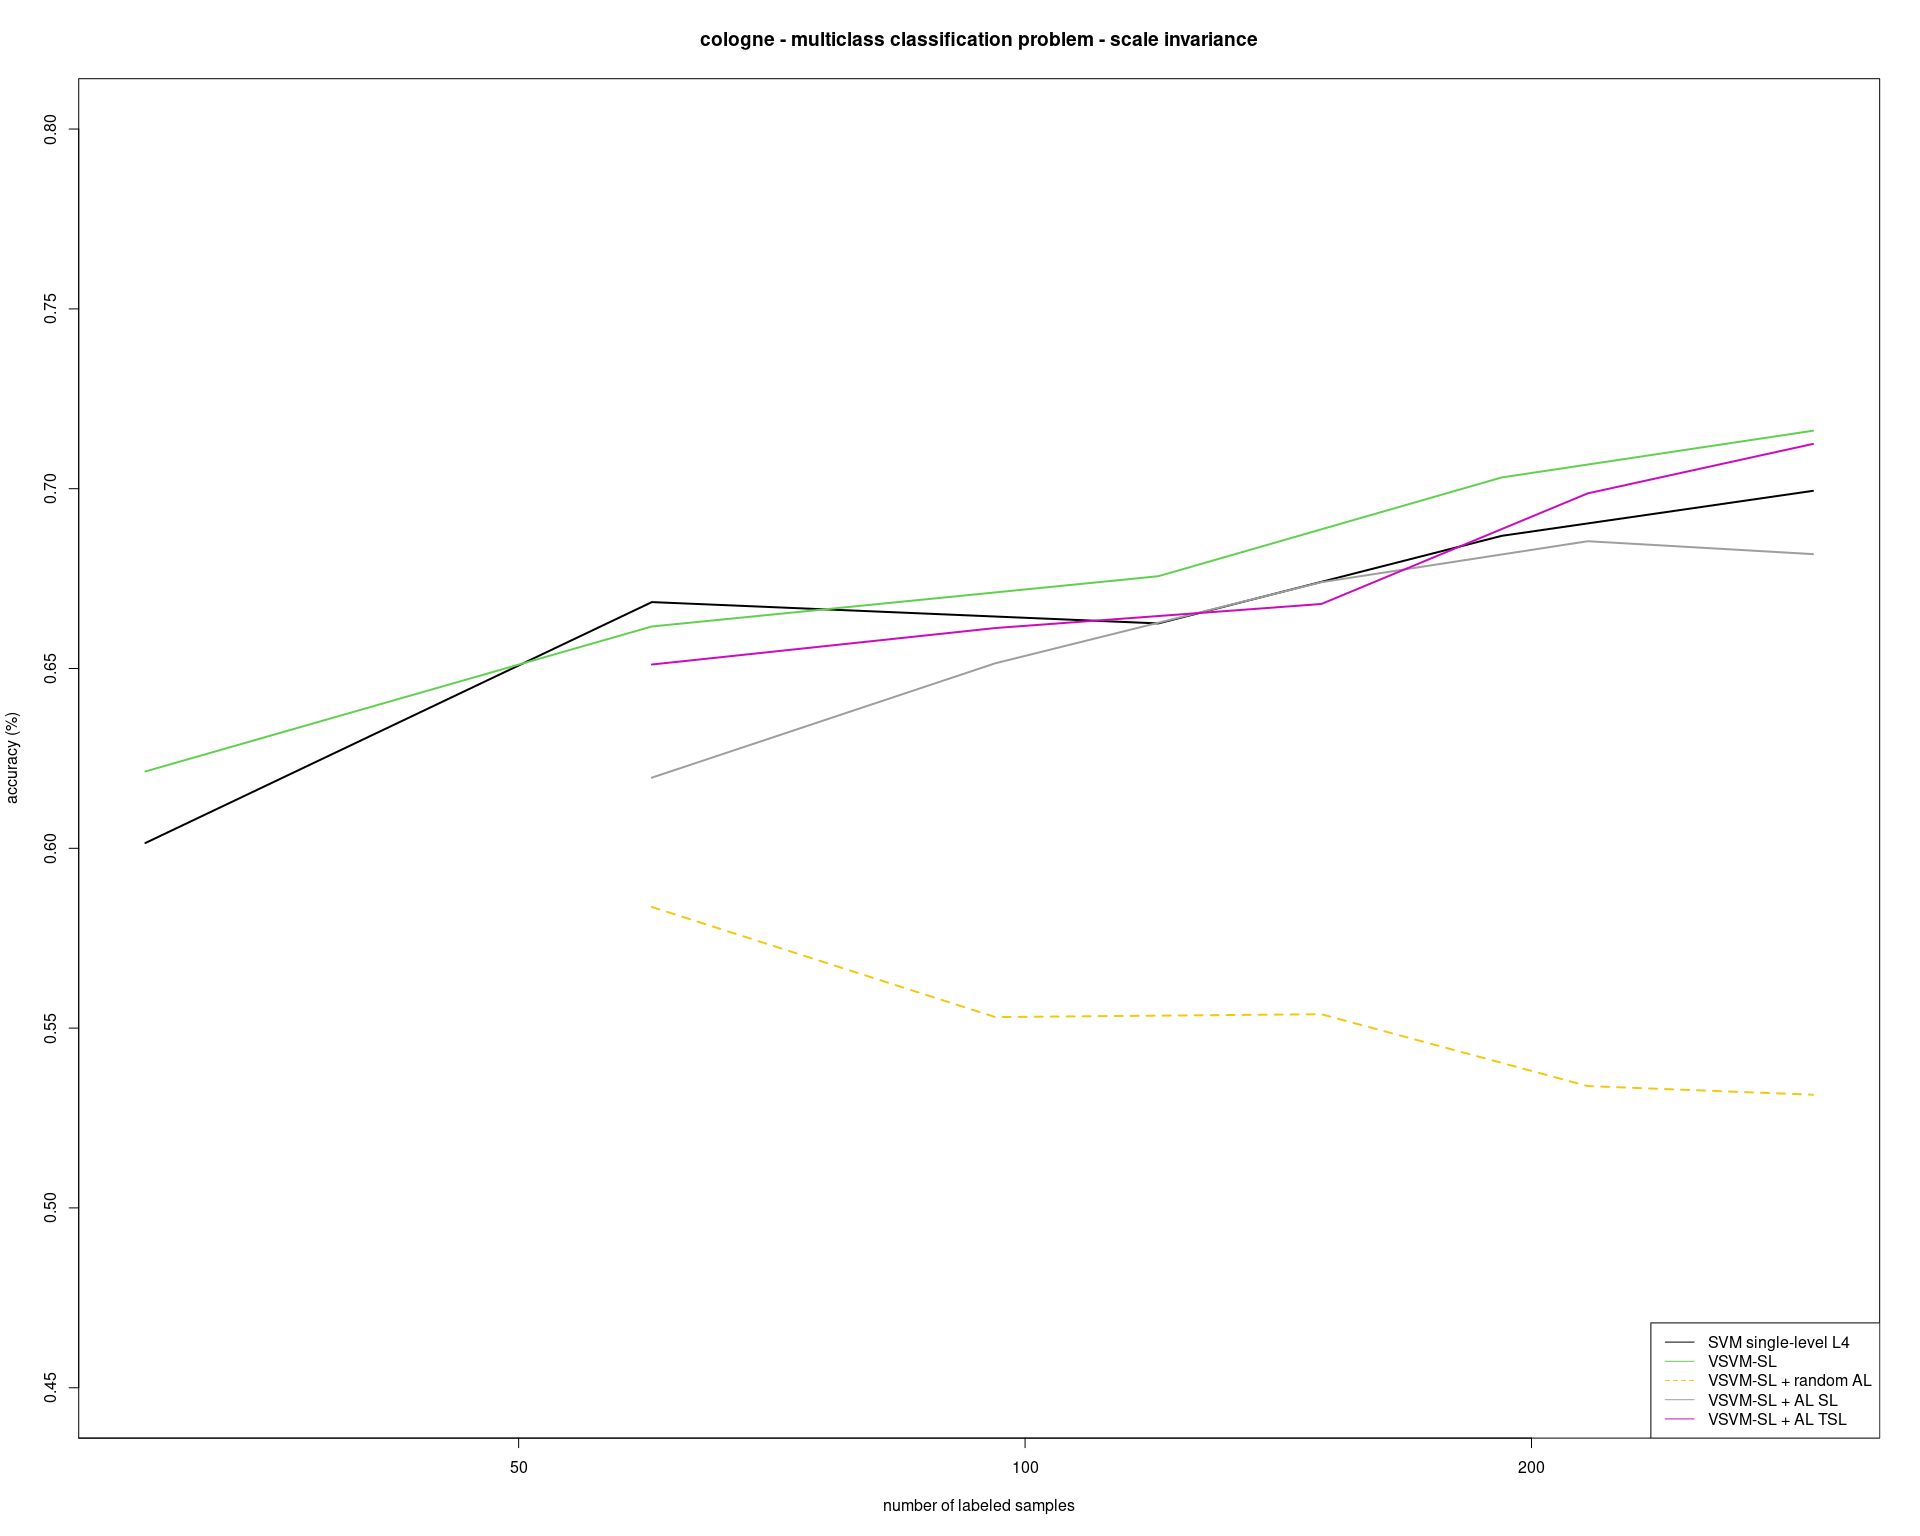 cologne - multiclass classification problem - scale invariance
accuracy (%)
0.80
0.75
0.70
0.65
0.60
0.55
0.50
0.45
50
100
200
number of labeled samples
SVM single-level L4
VSVM-SL
VSVM-SL + random AL
VSVM-SL + AL SL
VSVM-SL + AL TSL